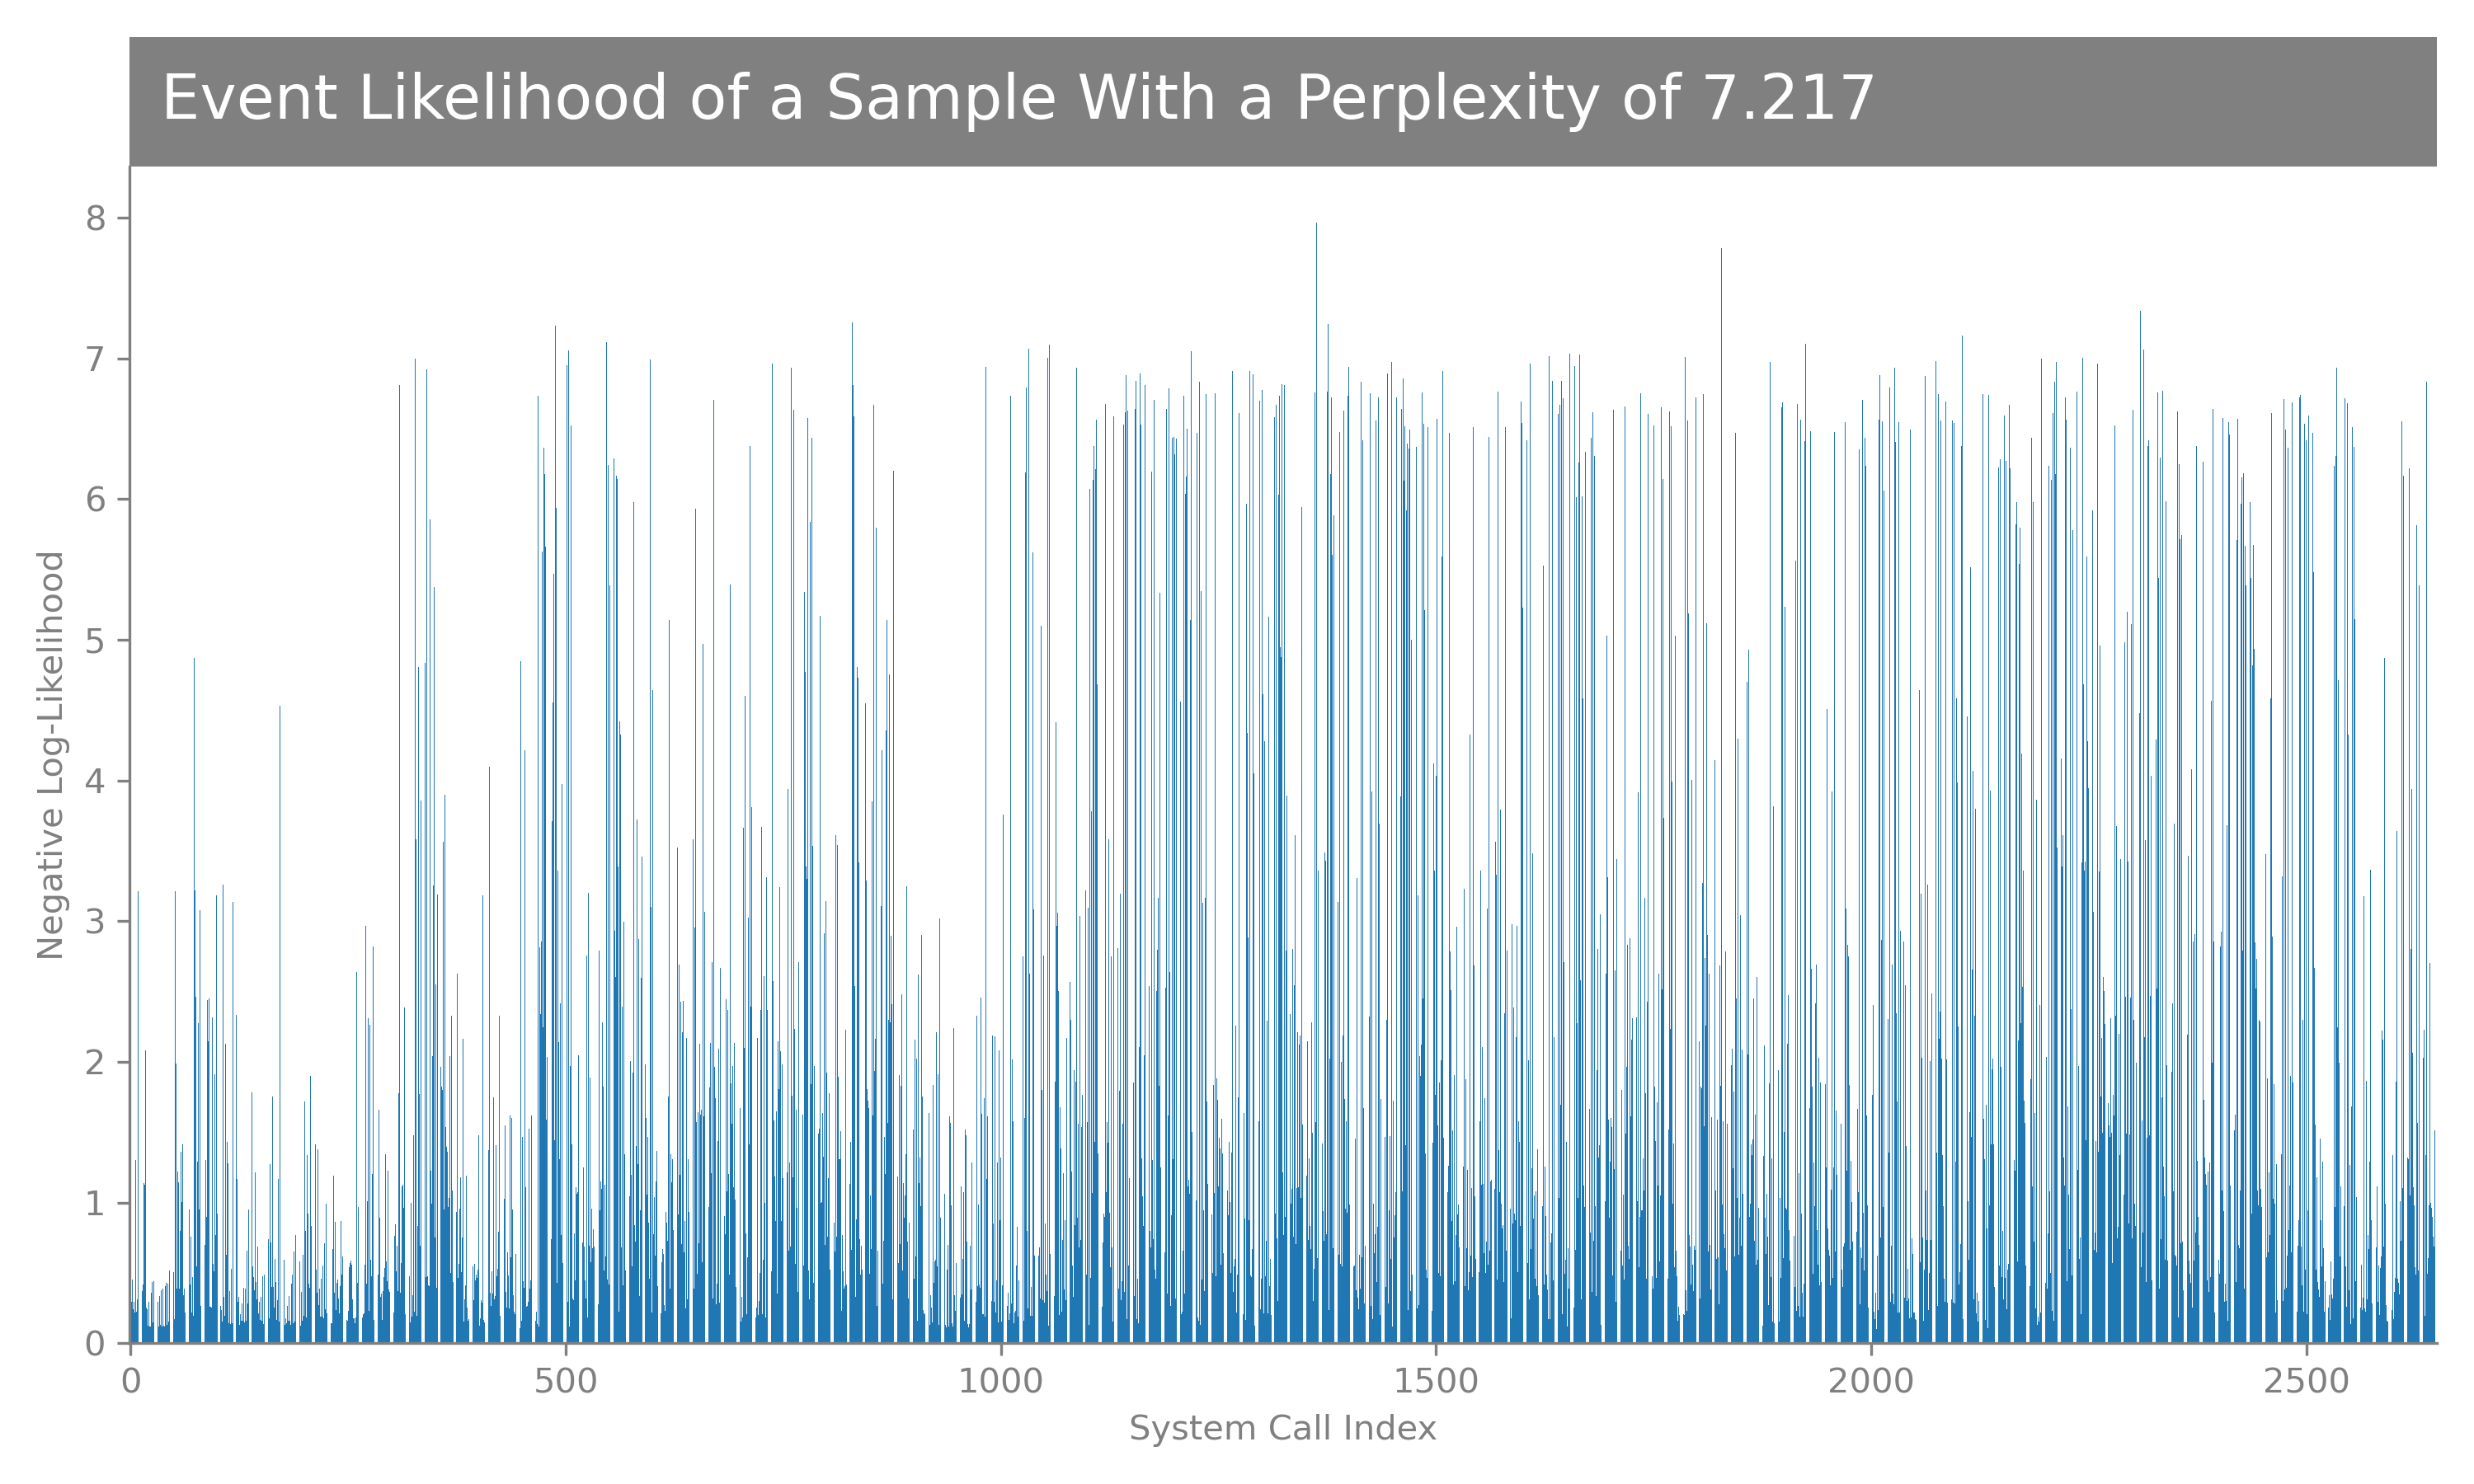 Event Likelihood of a Sample With a Perplexity of 7.217
8
7
6
5
4
3
2
1
0
Negative Log-Likelihood
0 500 1000 1500 2000 2500
System Call Index